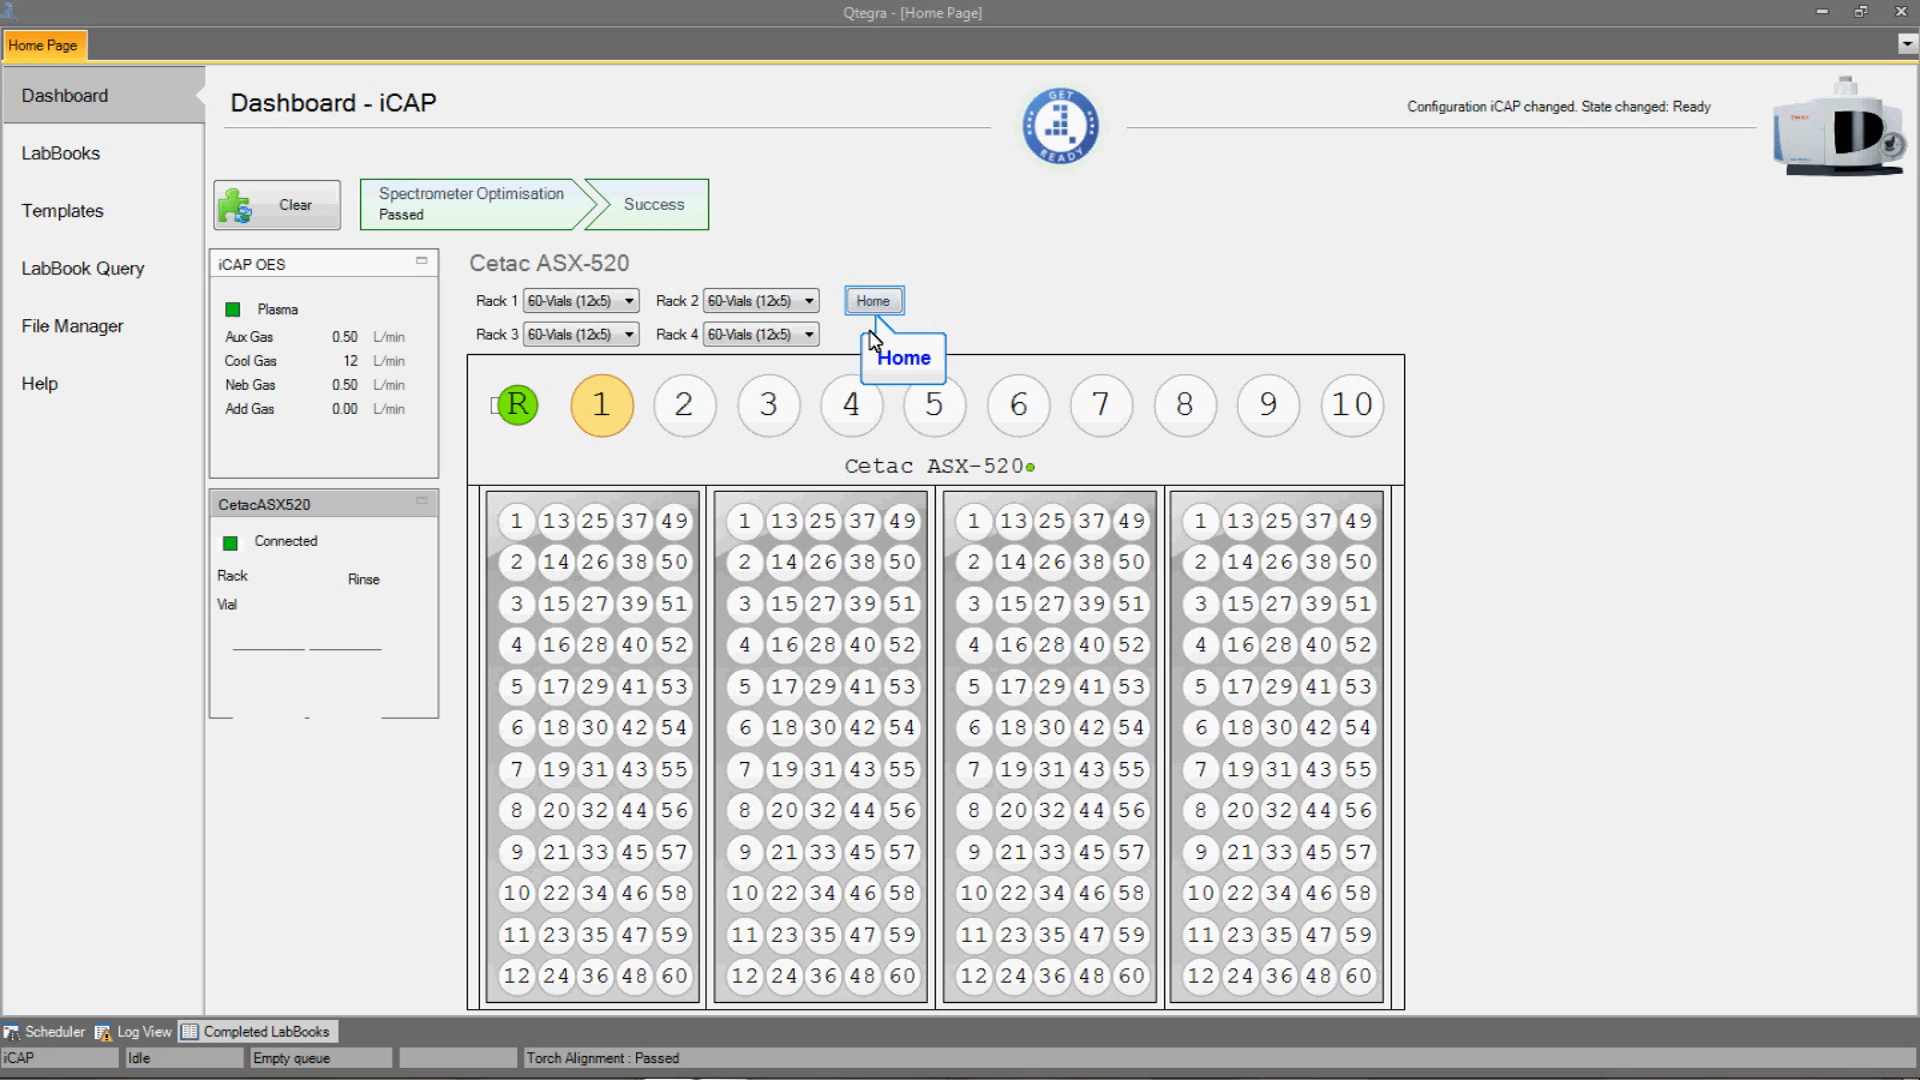 Qtegra - [Home Page]
Home Page
Dashboard
LabBooks
Templates
LabBook Query
File Manager
Help
Dashboard - iCAP
GET READY
Configuration iCAP changed. State changed: Ready
Clear
Spectrometer Optimisation
Passed
Success
iCAP OES
Plasma
Aux Gas 0.50 L/min
Cool Gas 12 L/min
Neb Gas 0.50 L/min
Add Gas 0.00 L/min
CetacASX520
Connected
Rack Rinse
Vial
Cetac ASX-520
Rack 1 60-Vials (12x5) Rack 2 60-Vials (12x5) Home
Rack 3 60-Vials (12x5) Rack 4 60-Vials (12x5)
Home
R 1 2 3 4 5 6 7 8 9 10
Cetac ASX-520
1 13 25 37 49 1 13 25 37 49 1 13 25 37 49 1 13 25 37 49
2 14 26 38 50 2 14 26 38 50 2 14 26 38 50 2 14 26 38 50
3 15 27 39 51 3 15 27 39 51 3 15 27 39 51 3 15 27 39 51
4 16 28 40 52 4 16 28 40 52 4 16 28 40 52 4 16 28 40 52
5 17 29 41 53 5 17 29 41 53 5 17 29 41 53 5 17 29 41 53
6 18 30 42 54 6 18 30 42 54 6 18 30 42 54 6 18 30 42 54
7 19 31 43 55 7 19 31 43 55 7 19 31 43 55 7 19 31 43 55
8 20 32 44 56 8 20 32 44 56 8 20 32 44 56 8 20 32 44 56
9 21 33 45 57 9 21 33 45 57 9 21 33 45 57 9 21 33 45 57
10 22 34 46 58 10 22 34 46 58 10 22 34 46 58 10 22 34 46 58
11 23 35 47 59 11 23 35 47 59 11 23 35 47 59 11 23 35 47 59
12 24 36 48 60 12 24 36 48 60 12 24 36 48 60 12 24 36 48 60
Scheduler Log View Completed LabBooks
iCAP Idle Empty queue Torch Alignment : Passed